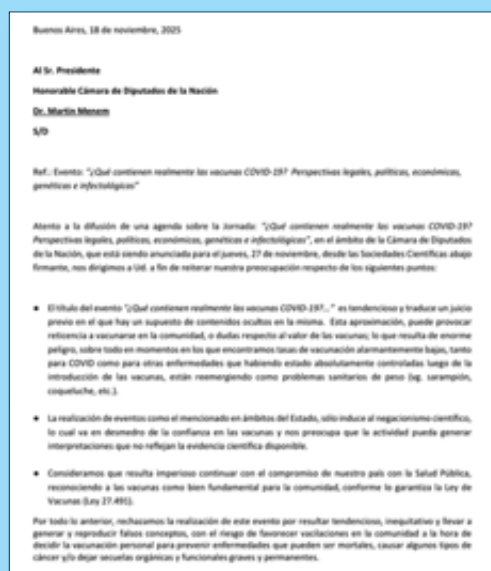 Buenos Aires, 18 de noviembre, 2025
Al Sr. Presidente
Honorable Cámara de Diputados de la Nación
Dr. Martin Menem
S/D
Ref.: Evento: "¿Qué contienen realmente las vacunas COVID-19? Perspectivas legales, políticas, económicas,
genéticas e infectológicas"
Atento a la difusión de una agenda sobre la Jornada: "¿Qué contienen realmente las vacunas COVID-19?
Perspectivas legales, políticas, económicas, genéticas e infectológicas", en el ámbito de la Cámara de Diputados
de la Nación, que está siendo anunciada para el jueves, 27 de noviembre, desde las Sociedades Científicas abajo
firmante, nos dirigimos a Ud. a fin de reiterar nuestra preocupación respecto de los siguientes puntos:
● El título del evento "¿Qué contienen realmente las vacunas COVID-19?..." es tendencioso y traduce un juicio
previo en el que hay un supuesto de contenidos ocultos en la misma. Esta aproximación, puede provocar
reticencia a vacunarse en la comunidad, o dudas respecto al valor de las vacunas; lo que resulta de enorme
peligro, sobre todo en momentos en los que encontramos tasas de vacunación alarmantemente bajas, tanto
para COVID como para otras enfermedades que habiendo estado absolutamente controladas luego de la
introducción de las vacunas, están reemergiendo como problemas sanitarios de peso (vg. sarampión,
coqueluche, etc.).
● La realización de eventos como el mencionado en ámbitos del Estado, sólo induce al negacionismo científico,
lo cual va en desmedro de la confianza en las vacunas y nos preocupa que la actividad pueda generar
interpretaciones que no reflejan la evidencia científica disponible.
● Consideramos que resulta imperioso continuar con el compromiso de nuestro país con la Salud Pública,
reconociendo a las vacunas como bien fundamental para la comunidad, conforme lo garantiza la Ley de
Vacunas (Ley 27.491).
Por todo lo anterior, rechazamos la realización de este evento por resultar tendencioso, inequitativo y llevar a
generar y reproducir falsos conceptos, con el riesgo de favorecer vacilaciones en la comunidad a la hora de
decidir la vacunación personal para prevenir enfermedades que pueden ser mortales, causar algunos tipos de
cáncer y/o dejar secuelas orgánicas y funcionales graves y permanentes.